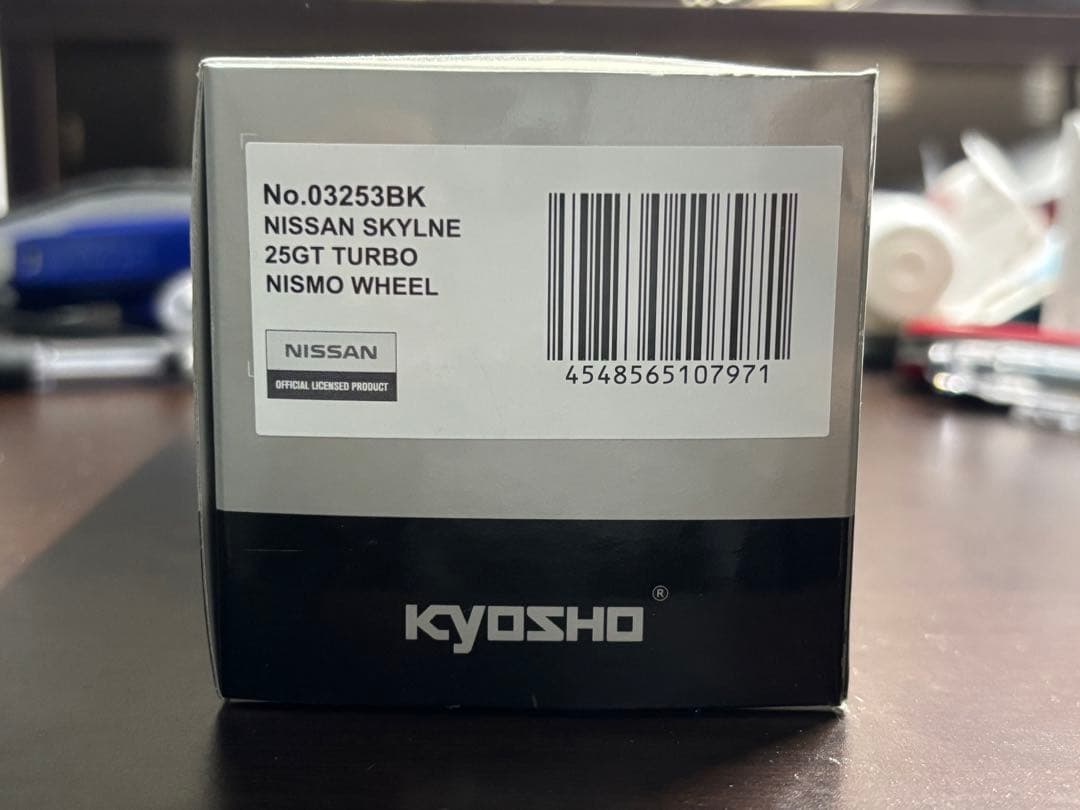 No.03253BK
NISSAN SKYLNE
25GT TURBO
NISMO WHEEL
NISSAN
OFFICIAL LICENSED PRODUCT
4548565107971
KYOSHO ®